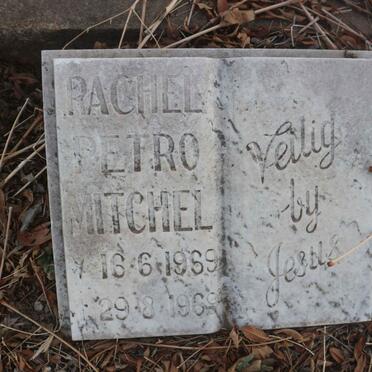 RACHEL
PETRO
MITCHEL
* 16-6-1969
29-8-1969
Veilig
by
Jesus